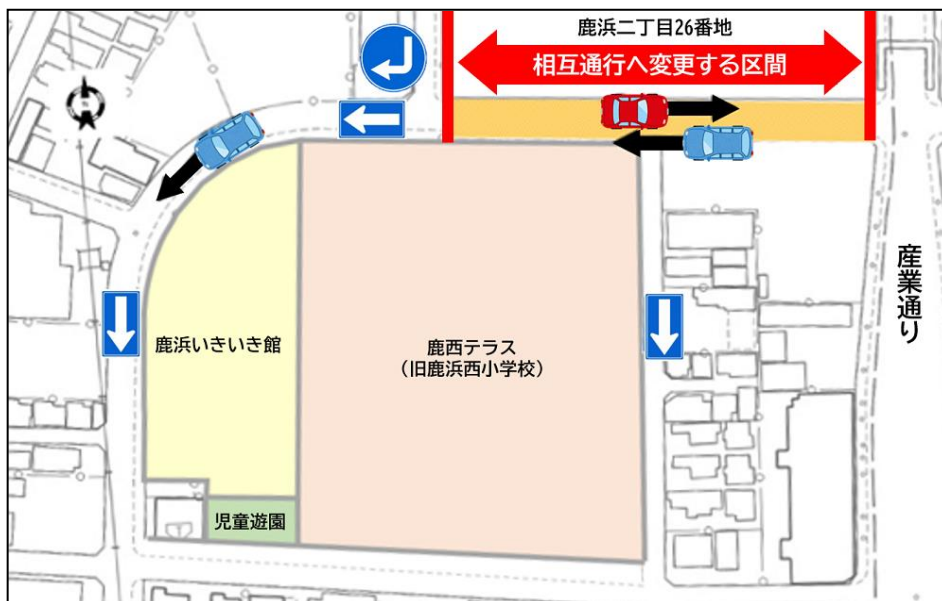 鹿浜二丁目26番地
相互通行へ変更する区間
産業通り
鹿浜いきいき館
鹿西テラス
（旧鹿浜西小学校）
児童遊園